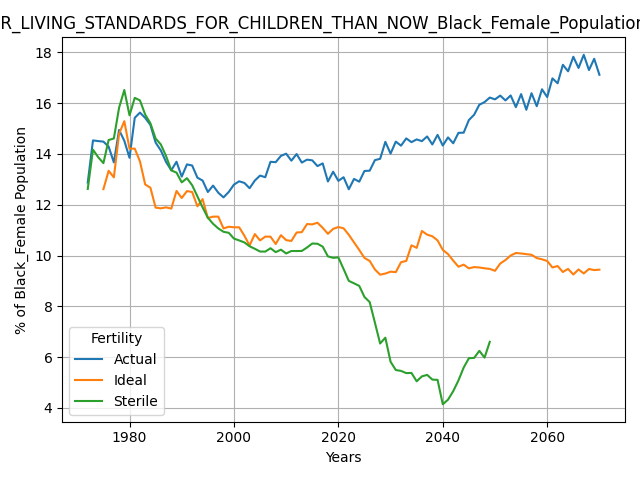 R_LIVING_STANDARDS_FOR_CHILDREN_THAN_NOW_Black_Female_Population
18
16
14
12
10
8
6
4
% of Black_Female Population
Fertility
Actual
Ideal
Sterile
1980
2000
2020
2040
2060
Years